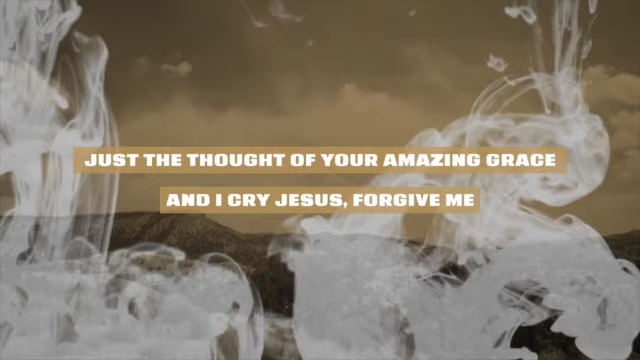 JUST THE THOUGHT OF YOUR AMAZING GRACE
AND I CRY JESUS, FORGIVE ME